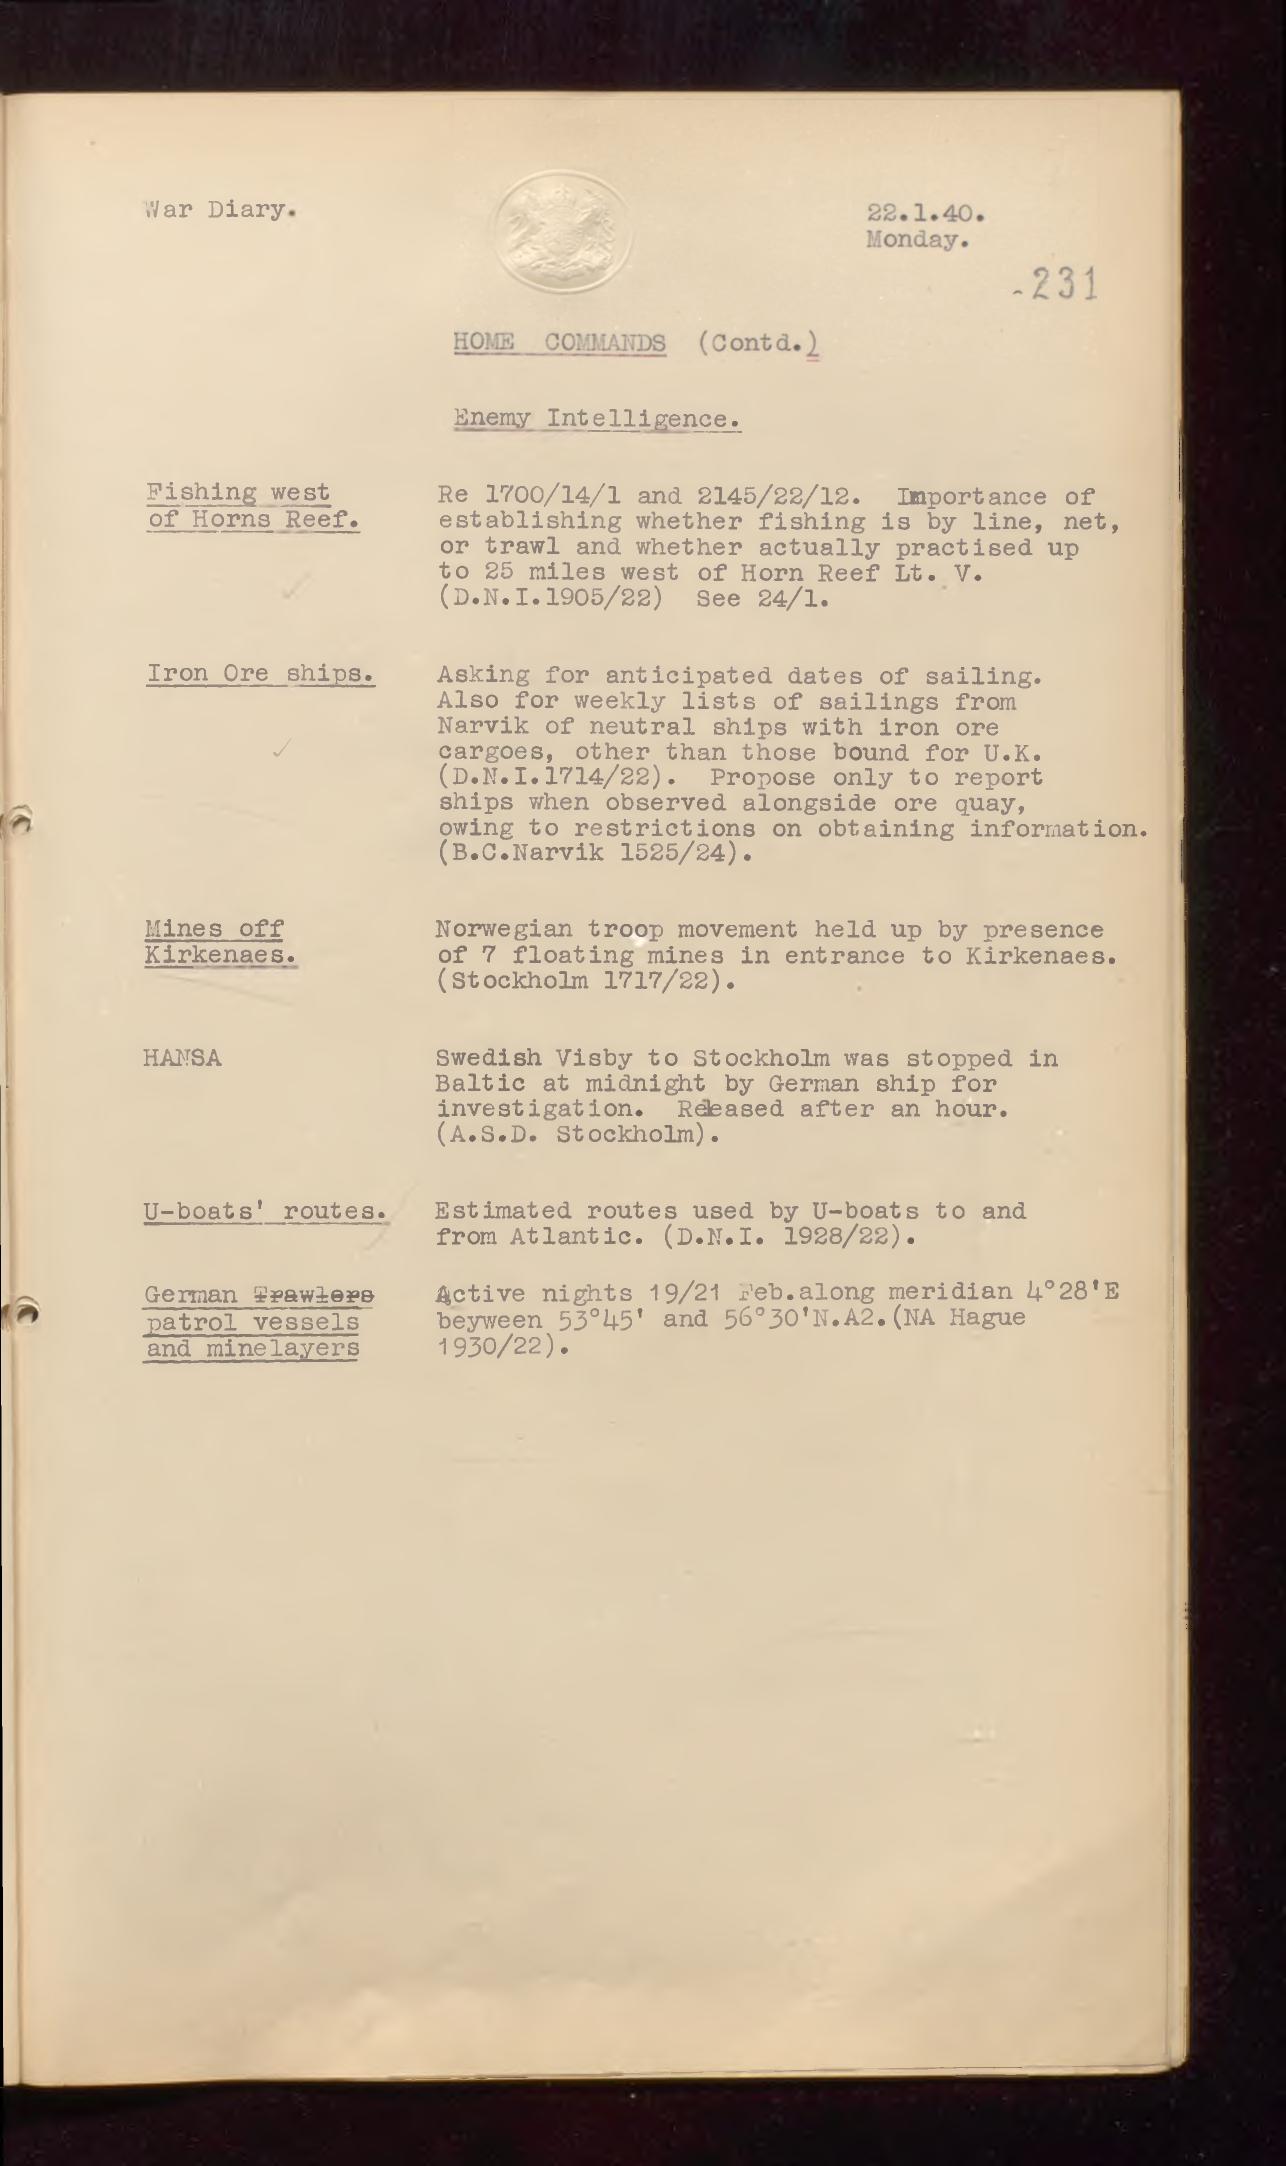 War Diary.
22.1.40.
Monday.
231
HOME COMMANDS (Contd.)
Enemy Intelligence.
Fishing west
of Horns Reef.
Re 1700/14/1 and 2145/22/12. Importance of
establishing whether fishing is by line, net,
or trawl and whether actually practised up
to 25 miles west of Horn Reef Lt. V.
(D.N.I.1905/22) See 24/1.
Iron Ore ships.
Asking for anticipated dates of sailing.
Also for weekly lists of sailings from
Narvik of neutral ships with iron ore
cargoes, other than those bound for U.K.
(D.N.I.1714/22). Propose only to report
ships when observed alongside ore quay,
owing to restrictions on obtaining information.
(B.C.Narvik 1525/24).
Mines off
Kirkenaes.
Norwegian troop movement held up by presence
of 7 floating mines in entrance to Kirkenaes.
(Stockholm 1717/22).
HANSA
Swedish Visby to Stockholm was stopped in
Baltic at midnight by German ship for
investigation. Released after an hour.
(A.S.D. Stockholm).
U-boats' routes.
Estimated routes used by U-boats to and
from Atlantic. (D.N.I. 1928/22).
German Trawlers
patrol vessels
and minelayers
Active nights 19/21 Feb.along meridian 4°28'E
beyween 53°45' and 56°30'N.A2.(NA Hague
1930/22).